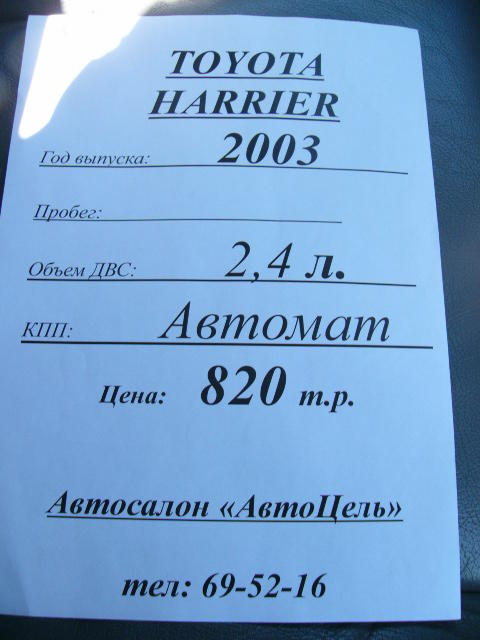 TOYOTA
HARRIER
Год выпуска: 2003
Пробег:
Объем ДВС: 2,4 л.
КПП: Автомат
Цена: 820 т.р.
Автосалон «АвтоЦель»
тел: 69-52-16